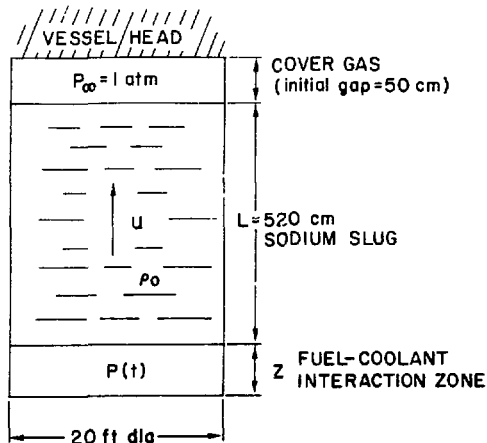 VESSEL HEAD
P∞ = 1 atm
COVER GAS
(initial gap = 50 cm)
u
L = 520 cm
SODIUM SLUG
ρo
P(t)
Z FUEL-COOLANT
INTERACTION ZONE
20 ft dia